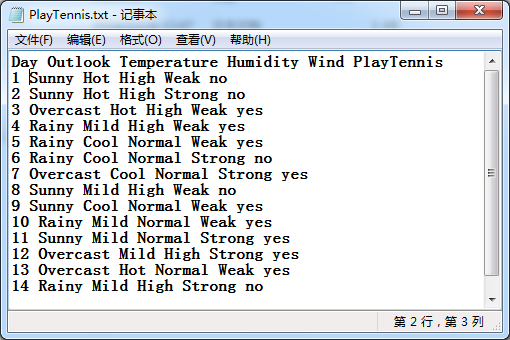 PlayTennis.txt - 记事本
文件(F) 编辑(E) 格式(O) 查看(V) 帮助(H)
Day Outlook Temperature Humidity Wind PlayTennis
1 Sunny Hot High Weak no
2 Sunny Hot High Strong no
3 Overcast Hot High Weak yes
4 Rainy Mild High Weak yes
5 Rainy Cool Normal Weak yes
6 Rainy Cool Normal Strong no
7 Overcast Cool Normal Strong yes
8 Sunny Mild High Weak no
9 Sunny Cool Normal Weak yes
10 Rainy Mild Normal Weak yes
11 Sunny Mild Normal Strong yes
12 Overcast Mild High Strong yes
13 Overcast Hot Normal Weak yes
14 Rainy Mild High Strong no
第 2 行，第 3 列